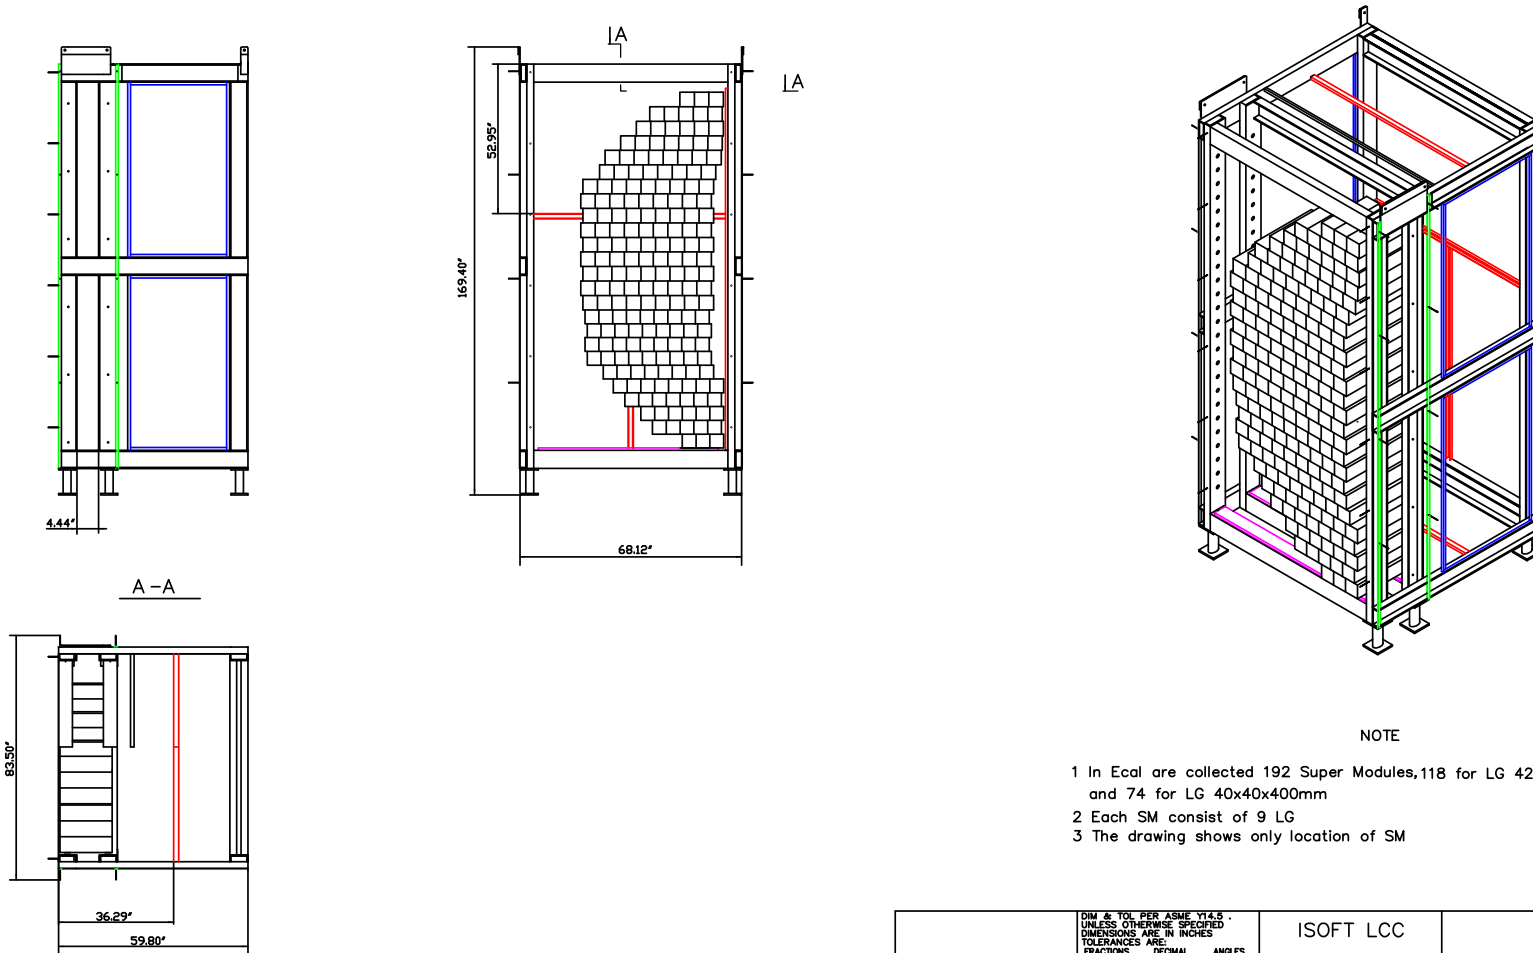 A
A
52.95"
169.40"
4.44"
68.12"
A-A
83.50"
36.29"
59.80"
NOTE
1 In Ecal are collected 192 Super Modules, 118 for LG 42
and 74 for LG 40x40x400mm
2 Each SM consist of 9 LG
3 The drawing shows only location of SM
DIM & TOL PER ASME Y14.5 .
UNLESS OTHERWISE SPECIFIED
DIMENSIONS ARE IN INCHES
TOLERANCES ARE:
FRACTIONS DECIMAL ANGLES
ISOFT LCC